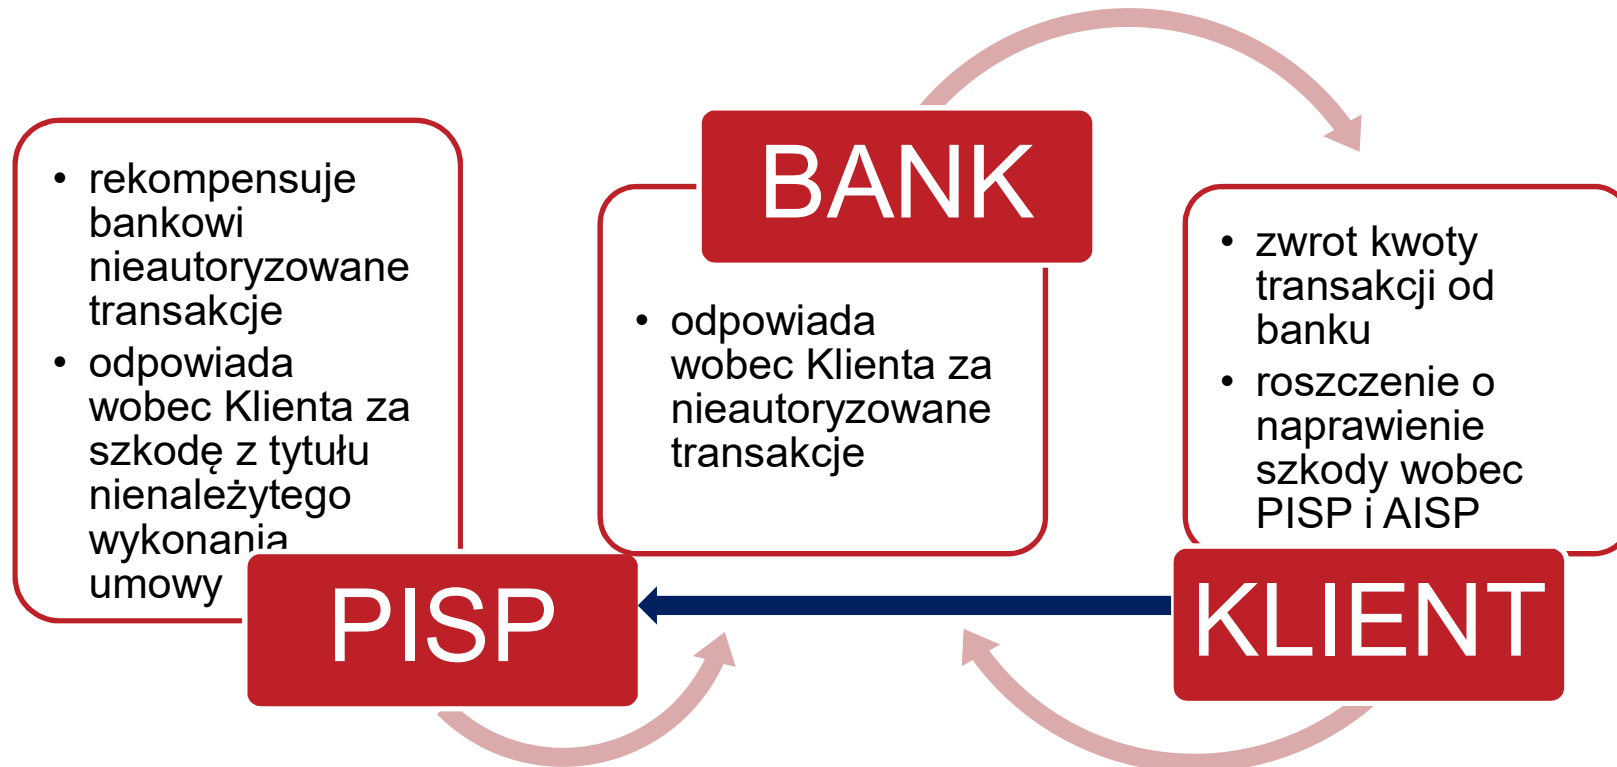 • rekompensuje
bankowi
nieautoryzowane
transakcje
• odpowiada
wobec Klienta za
szkodę z tytułu
nienależytego
wykonania
umowy
PISP
BANK
• odpowiada
wobec Klienta za
nieautoryzowane
transakcje
• zwrot kwoty
transakcji od
banku
• roszczenie o
naprawienie
szkody wobec
PISP i AISP
KLIENT